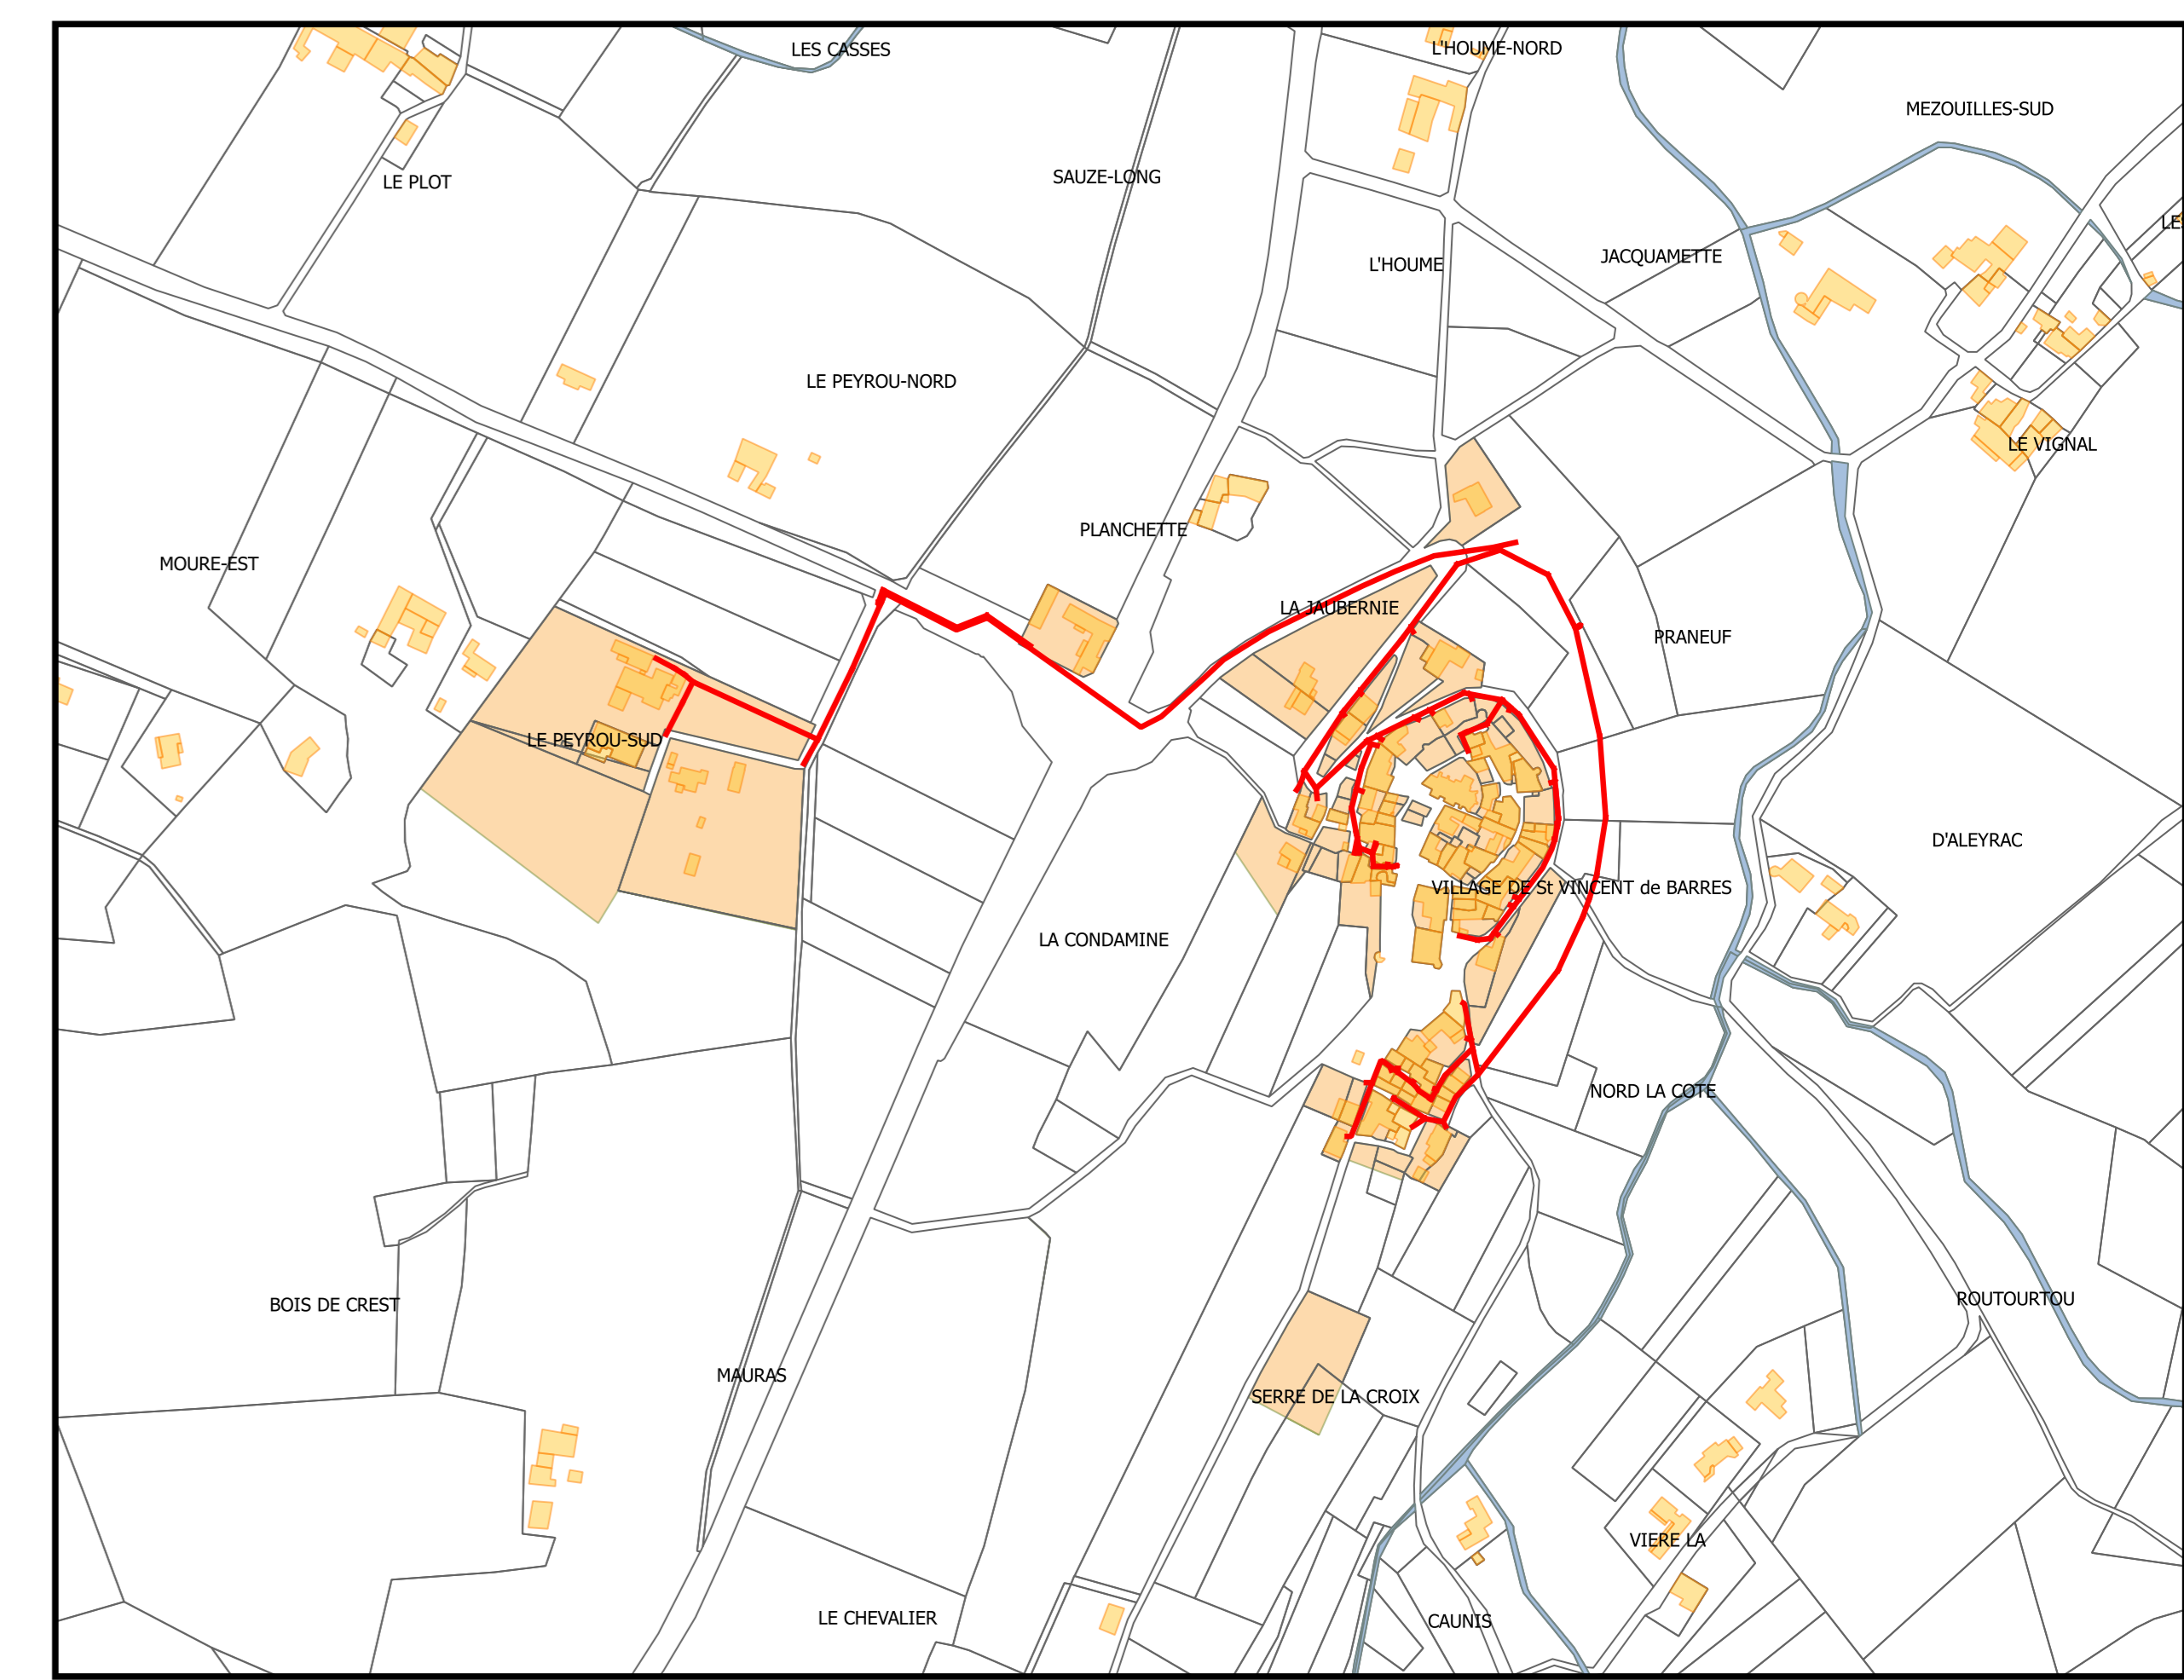 LES CASSES
L'HOUME-NORD
MEZOUILLES-SUD
LE PLOT
SAUZE-LONG
LES
JACQUAMETTE
L'HOUME
LE PEYROU-NORD
LE VIGNAL
PLANCHETTE
MOURE-EST
LA JAUBERNIE
PRANEUF
LE PEYROU-SUD
D'ALEYRAC
VILLAGE DE St VINCENT de BARRES
LA CONDAMINE
NORD LA COTE
ROUTOURTOU
BOIS DE CREST
MAURAS
SERRE DE LA CROIX
VIERE LA
LE CHEVALIER
CAUNIS